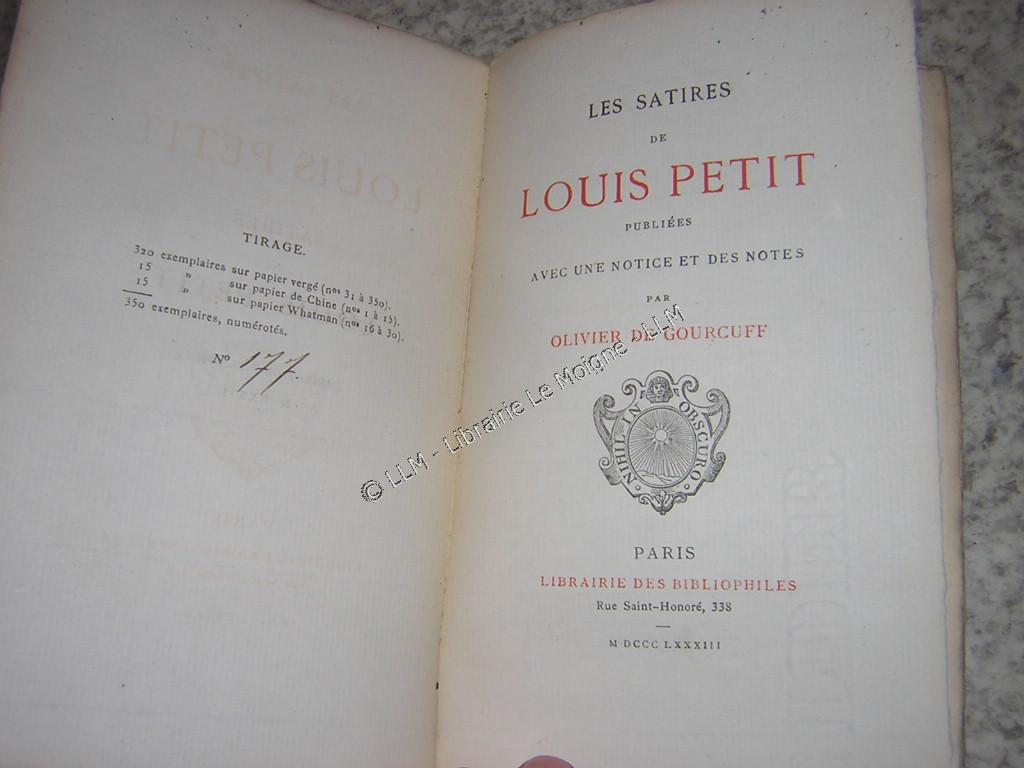 TIRAGE.
320 exemplaires sur papier vergé (nos 31 à 350).
15 » sur papier de Chine (nos 1 à 15).
15 » sur papier Whatman (nos 16 à 30).
350 exemplaires, numérotés.
No 177.
LES SATIRES
DE
LOUIS PETIT
PUBLIÉES
AVEC UNE NOTICE ET DES NOTES
PAR
OLIVIER DE GOURCUFF
NIHIL IN OBSCURO
PARIS
LIBRAIRIE DES BIBLIOPHILES
Rue Saint-Honoré, 338
M DCCC LXXXIII
© LLM - Librairie Le Moigne - LLM